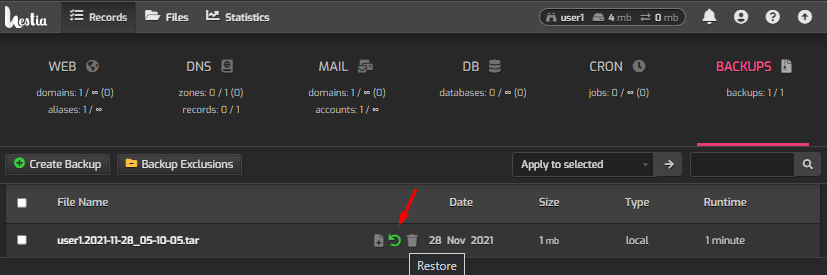 hestia Records Files Statistics user1 4 mb 0 mb
WEB DNS MAIL DB CRON BACKUPS
domains: 1 / ∞ (0) zones: 0 / 1 (0) domains: 1 / ∞ (0) databases: 0 / ∞ (0) jobs: 0 / ∞ (0) backups: 1 / 1
aliases: 1 / ∞ records: 0 / 1 accounts: 1 / ∞
Create Backup Backup Exclusions Apply to selected
File Name Date Size Type Runtime
user1.2021-11-28_05-10-05.tar 28 Nov 2021 1 mb local 1 minute
Restore